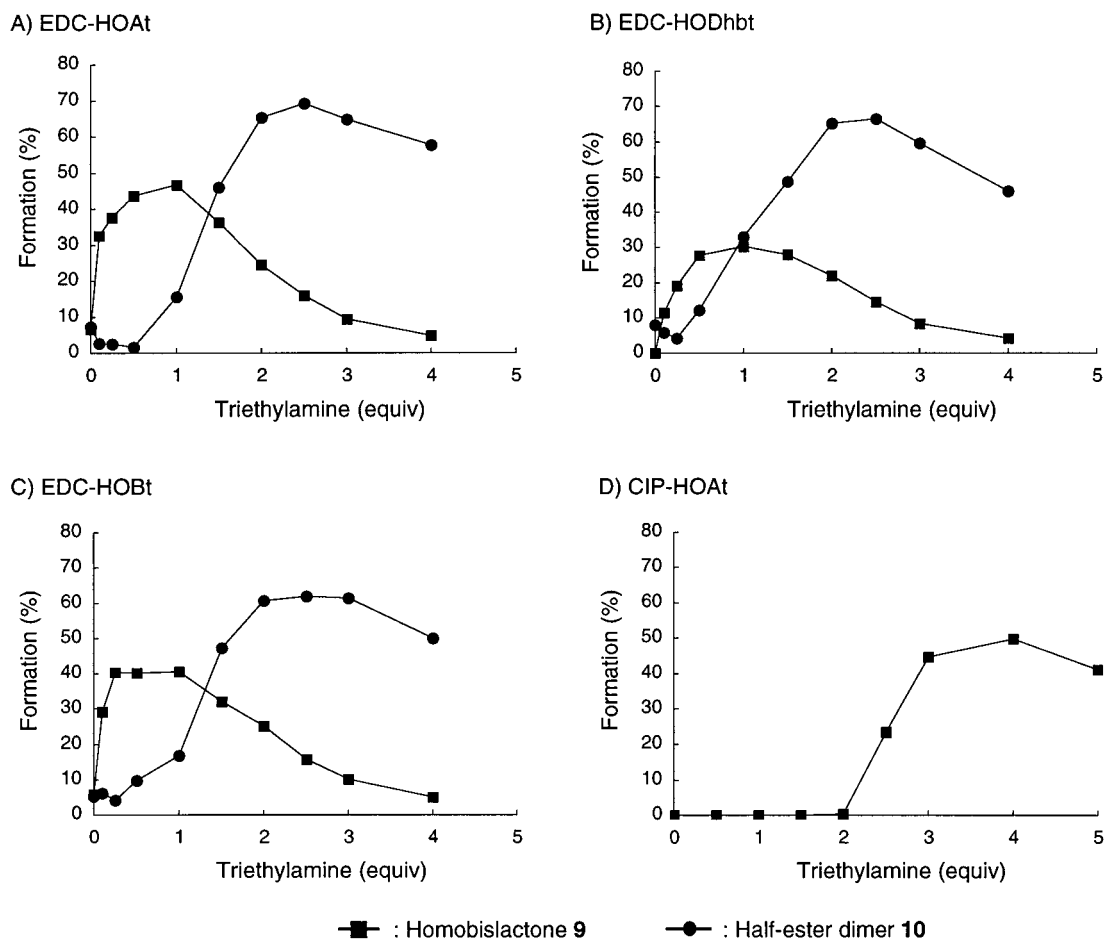 A) EDC-HOAt
80
70
60
50
40
30
20
10
0
Formation (%)
0 1 2 3 4 5
Triethylamine (equiv)
B) EDC-HODhbt
80
70
60
50
40
30
20
10
0
Formation (%)
0 1 2 3 4 5
Triethylamine (equiv)
C) EDC-HOBt
80
70
60
50
40
30
20
10
0
Formation (%)
0 1 2 3 4 5
Triethylamine (equiv)
D) CIP-HOAt
80
70
60
50
40
30
20
10
0
Formation (%)
0 1 2 3 4 5
Triethylamine (equiv)
: Homobislactone 9 : Half-ester dimer 10